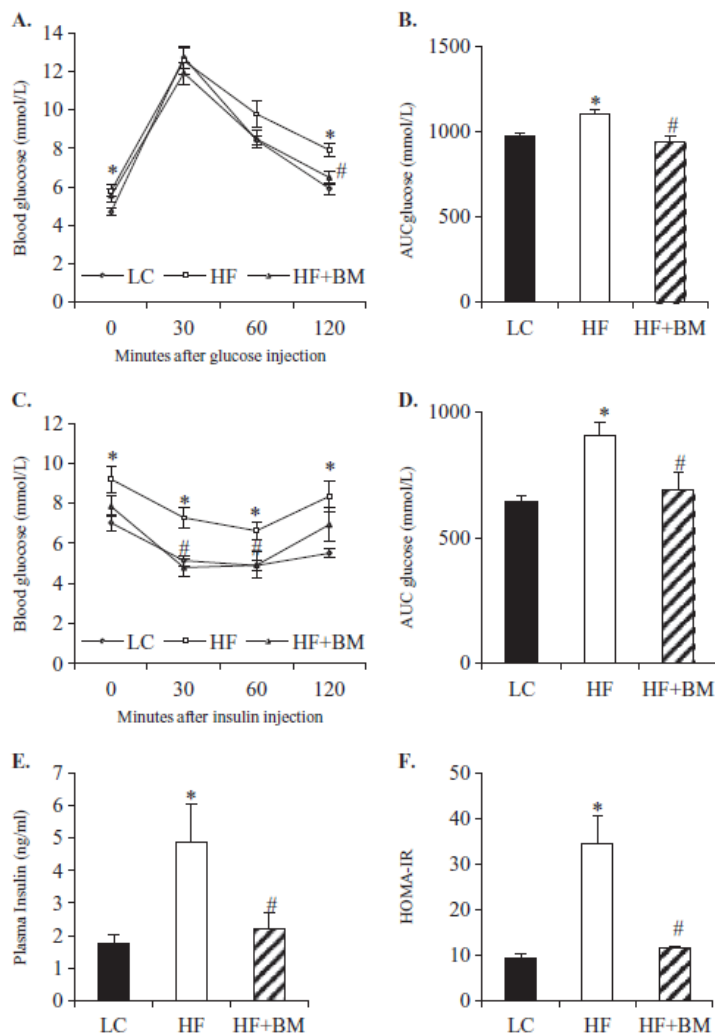 A.
Blood gluocose (mmol/L)
14
12
10
8
6
4
2
0
*
*
#
LC HF HF+BM
0 30 60 120
Minutes after glucose injection
B.
AUCgluocose (mmol/L)
1500
1000
500
0
*
#
LC HF HF+BM
C.
Blood gluocose (mmol/L)
12
10
8
6
4
2
0
* * * *
# #
LC HF HF+BM
0 30 60 120
Minutes after insulin injection
D.
AUC glucose (mmol/L)
1000
500
0
*
#
LC HF HF+BM
E.
Plasma Insulin (ng/ml)
7
6
5
4
3
2
1
0
*
#
LC HF HF+BM
F.
HOMA-IR
50
40
30
20
10
0
*
#
LC HF HF+BM